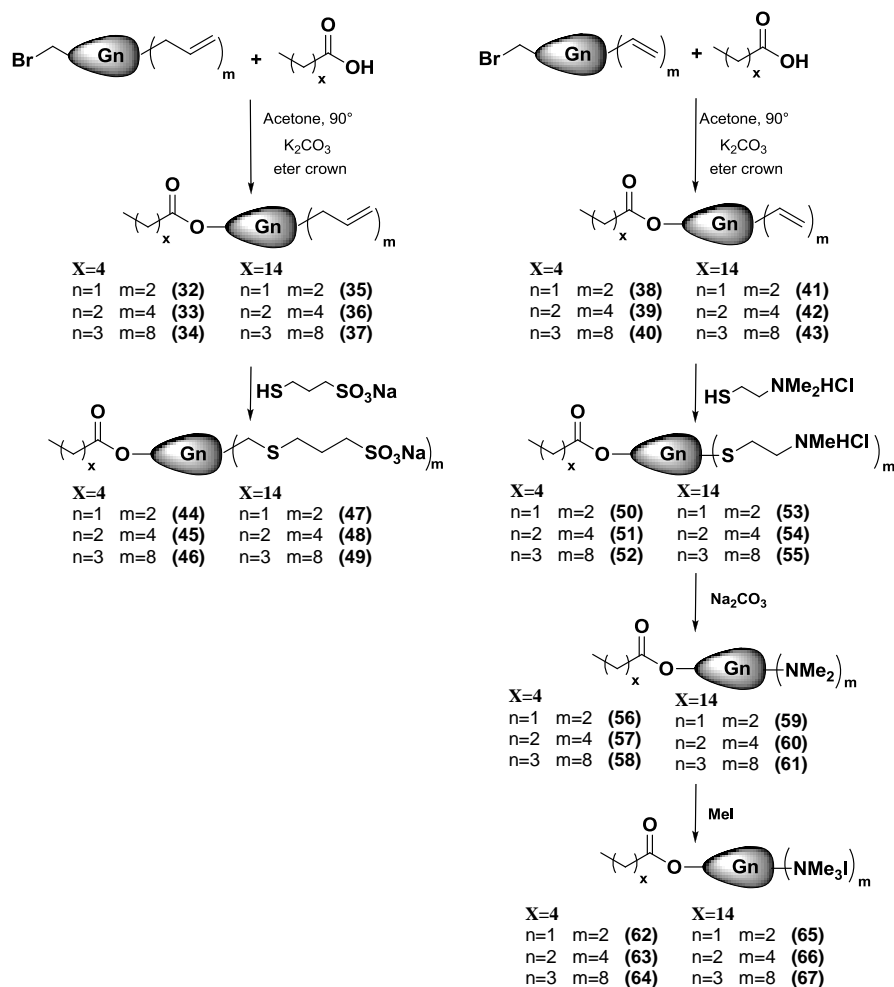 Br Gn m + x O OH
Acetone, 90°
K2CO3
eter crown
x O O Gn m
X=4 X=14
n=1 m=2 (32) n=1 m=2 (35)
n=2 m=4 (33) n=2 m=4 (36)
n=3 m=8 (34) n=3 m=8 (37)
HS SO3Na
x O O Gn S SO3Na m
X=4 X=14
n=1 m=2 (44) n=1 m=2 (47)
n=2 m=4 (45) n=2 m=4 (48)
n=3 m=8 (46) n=3 m=8 (49)
Br Gn m + x O OH
Acetone, 90°
K2CO3
eter crown
x O O Gn m
X=4 X=14
n=1 m=2 (38) n=1 m=2 (41)
n=2 m=4 (39) n=2 m=4 (42)
n=3 m=8 (40) n=3 m=8 (43)
HS NMe2HCl
x O O Gn S NMeHCl m
X=4 X=14
n=1 m=2 (50) n=1 m=2 (53)
n=2 m=4 (51) n=2 m=4 (54)
n=3 m=8 (52) n=3 m=8 (55)
Na2CO3
x O O Gn NMe2 m
X=4 X=14
n=1 m=2 (56) n=1 m=2 (59)
n=2 m=4 (57) n=2 m=4 (60)
n=3 m=8 (58) n=3 m=8 (61)
MeI
x O O Gn NMe3I m
X=4 X=14
n=1 m=2 (62) n=1 m=2 (65)
n=2 m=4 (63) n=2 m=4 (66)
n=3 m=8 (64) n=3 m=8 (67)